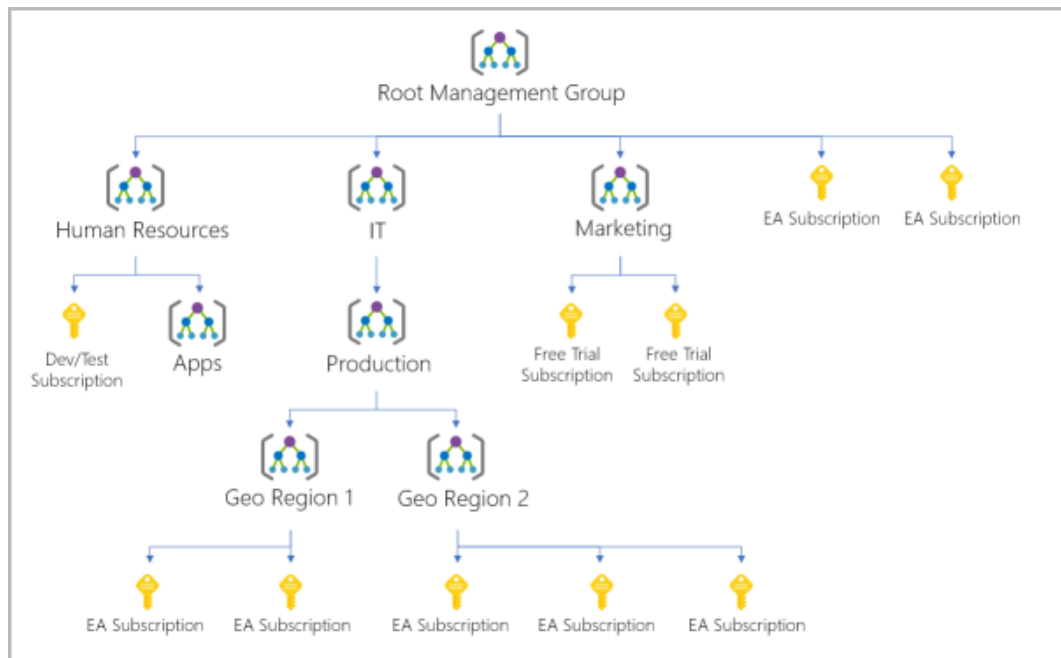 Root Management Group
Human Resources
IT
Marketing
EA Subscription
EA Subscription
Dev/Test
Subscription
Apps
Production
Free Trial
Subscription
Free Trial
Subscription
Geo Region 1
Geo Region 2
EA Subscription
EA Subscription
EA Subscription
EA Subscription
EA Subscription